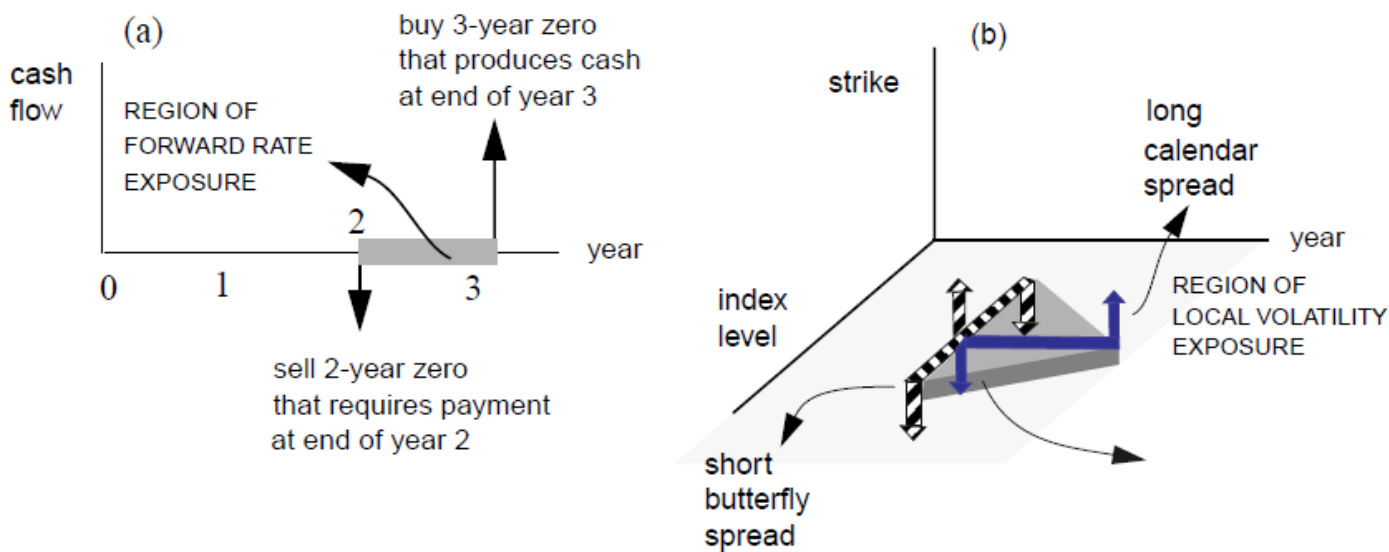 (a)
cash
flow
REGION OF
FORWARD RATE
EXPOSURE
buy 3-year zero
that produces cash
at end of year 3
2
year
0
1
3
sell 2-year zero
that requires payment
at end of year 2
(b)
strike
long
calendar
spread
year
index
level
REGION OF
LOCAL VOLATILITY
EXPOSURE
short
butterfly
spread